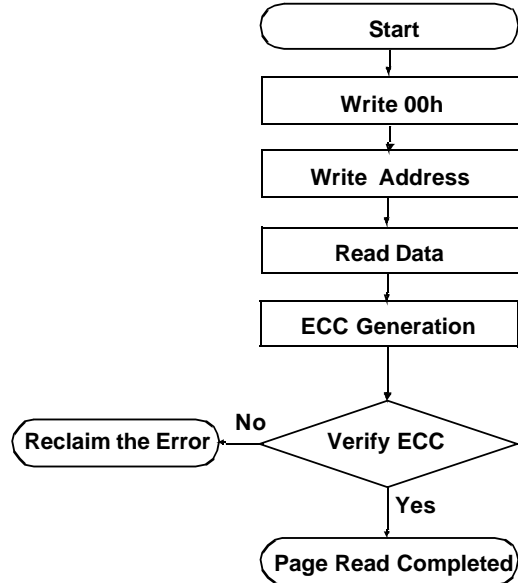 Start
Write 00h
Write Address
Read Data
ECC Generation
No
Reclaim the Error
Verify ECC
Yes
Page Read Completed